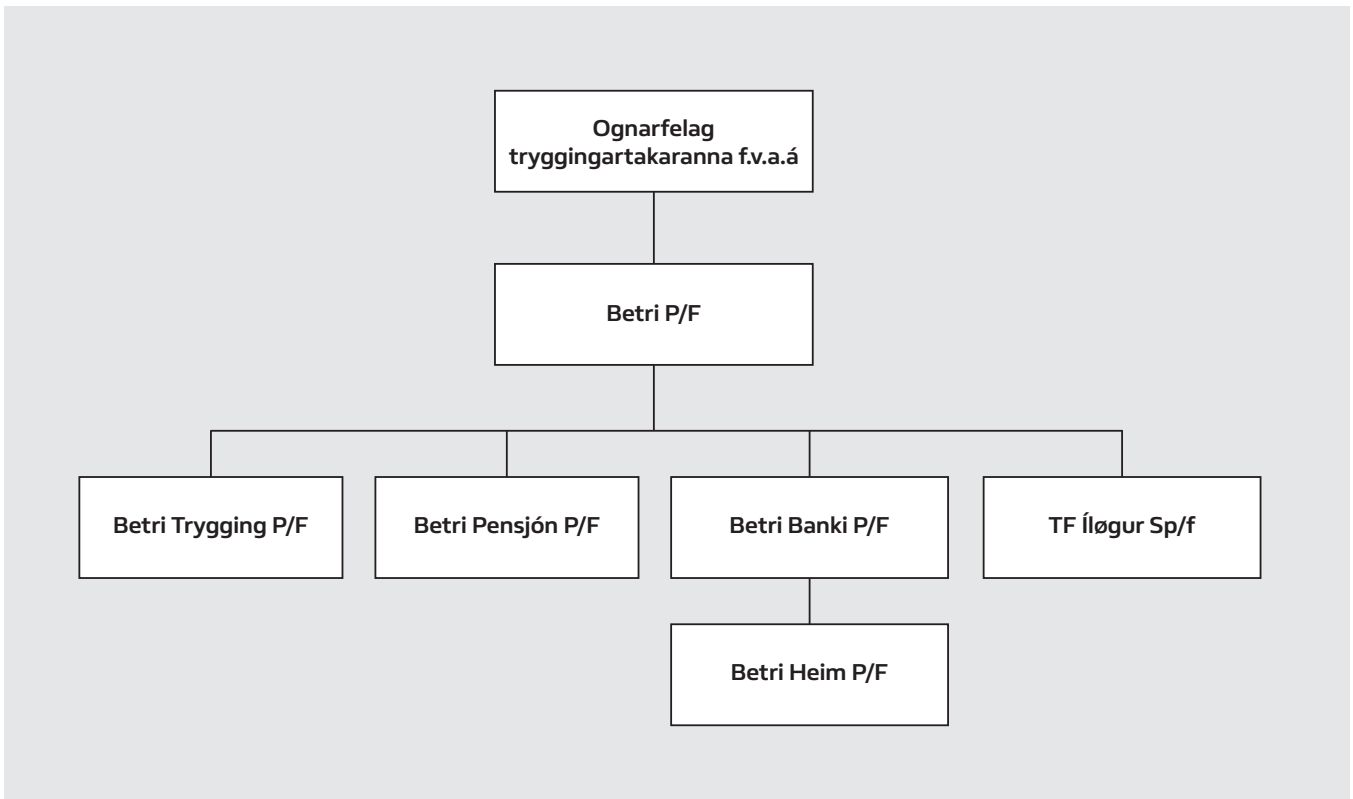 Ognarfelag
tryggingartakaranna f.v.a.á
Betri P/F
Betri Trygging P/F
Betri Pensjón P/F
Betri Banki P/F
TF Íløgur Sp/f
Betri Heim P/F